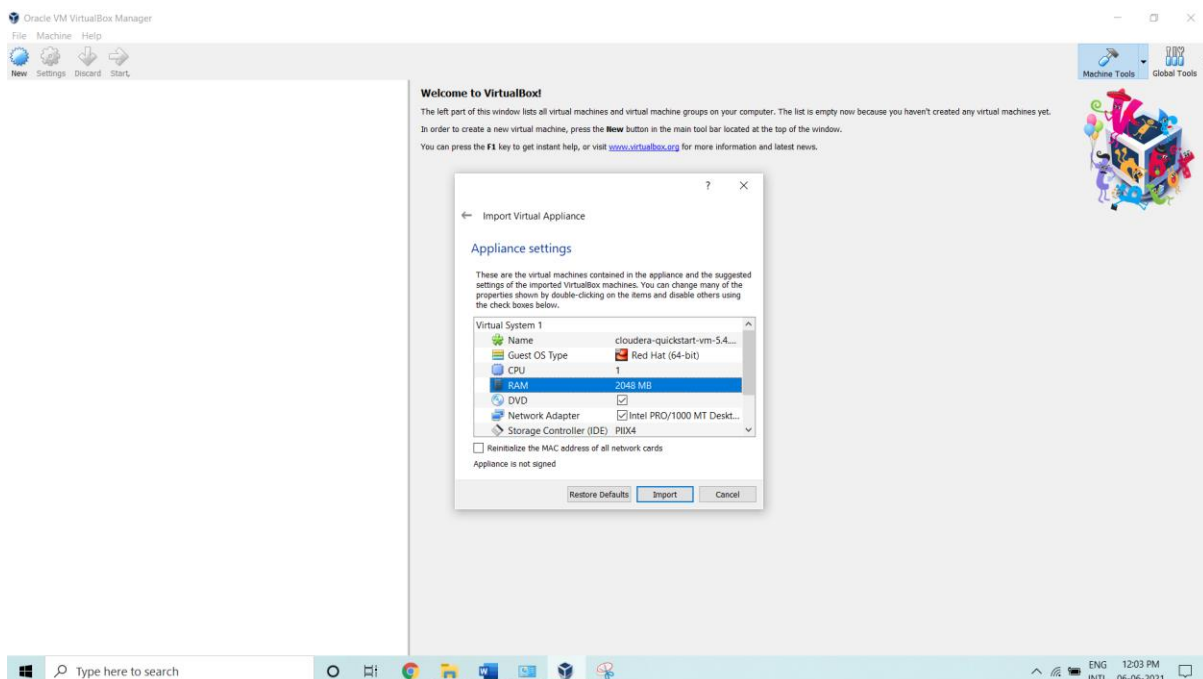 Oracle VM VirtualBox Manager
File Machine Help
New Settings Discard Start,
Machine Tools Global Tools
Welcome to VirtualBox!
The left part of this window lists all virtual machines and virtual machine groups on your computer. The list is empty now because you haven't created any virtual machines yet.
In order to create a new virtual machine, press the New button in the main tool bar located at the top of the window.
You can press the F1 key to get instant help, or visit www.virtualbox.org for more information and latest news.
?
Import Virtual Appliance
Appliance settings
These are the virtual machines contained in the appliance and the suggested
settings of the imported VirtualBox machines. You can change many of the
properties shown by double-clicking on the items and disable others using
the check boxes below.
Virtual System 1
Name cloudera-quickstart-vm-5.4....
Guest OS Type Red Hat (64-bit)
CPU 1
RAM 2048 MB
DVD
Network Adapter Intel PRO/1000 MT Deskt...
Storage Controller (IDE) PIIX4
Reinitialize the MAC address of all network cards
Appliance is not signed
Restore Defaults Import Cancel
Type here to search
ENG 12:03 PM
INTL 06-06-2021